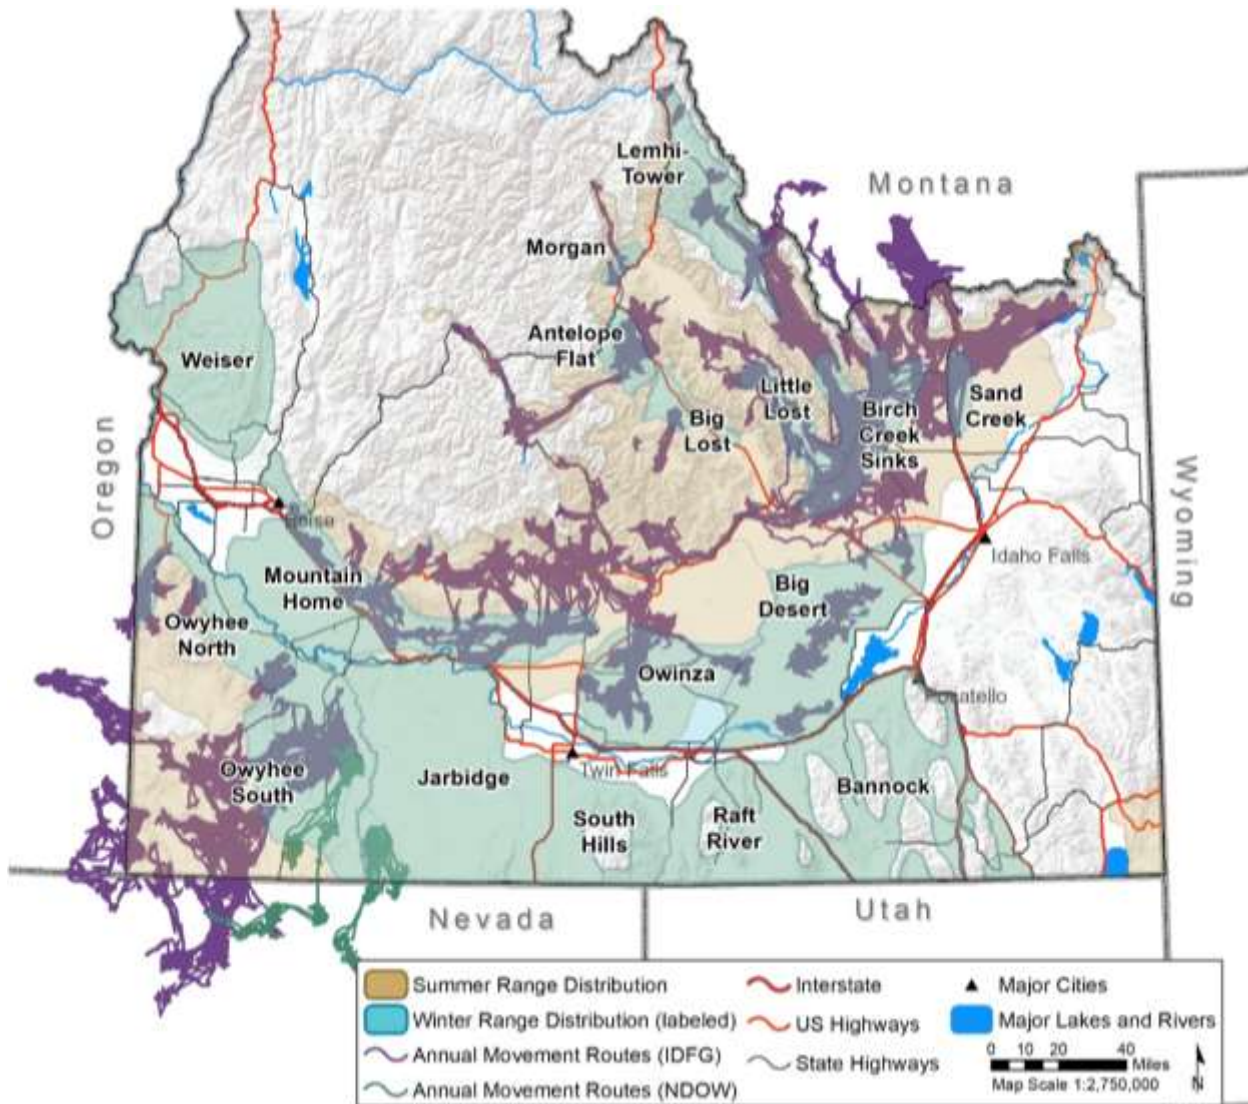 Lemhi-
Tower
Montana
Morgan
Antelope
Flat
Weiser
Little
Lost
Big
Lost
Birch
Creek
Sinks
Sand
Creek
Oregon
Wyoming
Boise
Idaho Falls
Mountain
Home
Big
Desert
Owyhee
North
Owinza
Pocatello
Owyhee
South
Jarbidge
Twin Falls
Bannock
South
Hills
Raft
River
Nevada
Utah
Summer Range Distribution
Winter Range Distribution (labeled)
Annual Movement Routes (IDFG)
Annual Movement Routes (NDOW)
Interstate
US Highways
State Highways
Major Cities
Major Lakes and Rivers
0 10 20 40
Miles
Map Scale 1:2,750,000
N